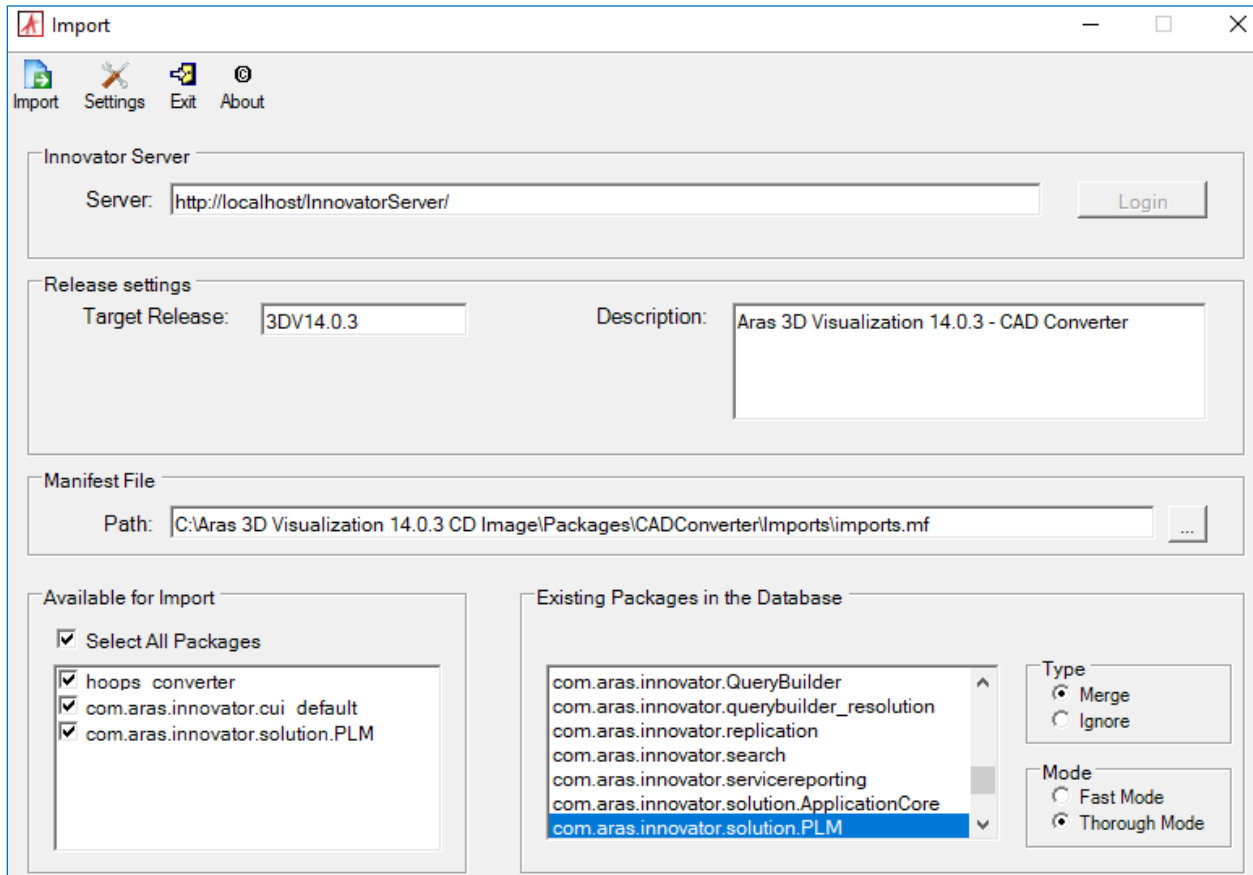 Import
Import Settings Exit © About
Innovator Server
Server: http://localhost/InnovatorServer/ Login
Release settings
Target Release: 3DV14.0.3 Description: Aras 3D Visualization 14.0.3 - CAD Converter
Manifest File
Path: C:\Aras 3D Visualization 14.0.3 CD Image\Packages\CADConverter\Imports\imports.mf ...
Available for Import
Select All Packages
hoops_converter
com.aras.innovator.cui_default
com.aras.innovator.solution.PLM
Existing Packages in the Database
com.aras.innovator.QueryBuilder
com.aras.innovator.querybuilder_resolution
com.aras.innovator.replication
com.aras.innovator.search
com.aras.innovator.servicereporting
com.aras.innovator.solution.ApplicationCore
com.aras.innovator.solution.PLM
Type
Merge
Ignore
Mode
Fast Mode
Thorough Mode